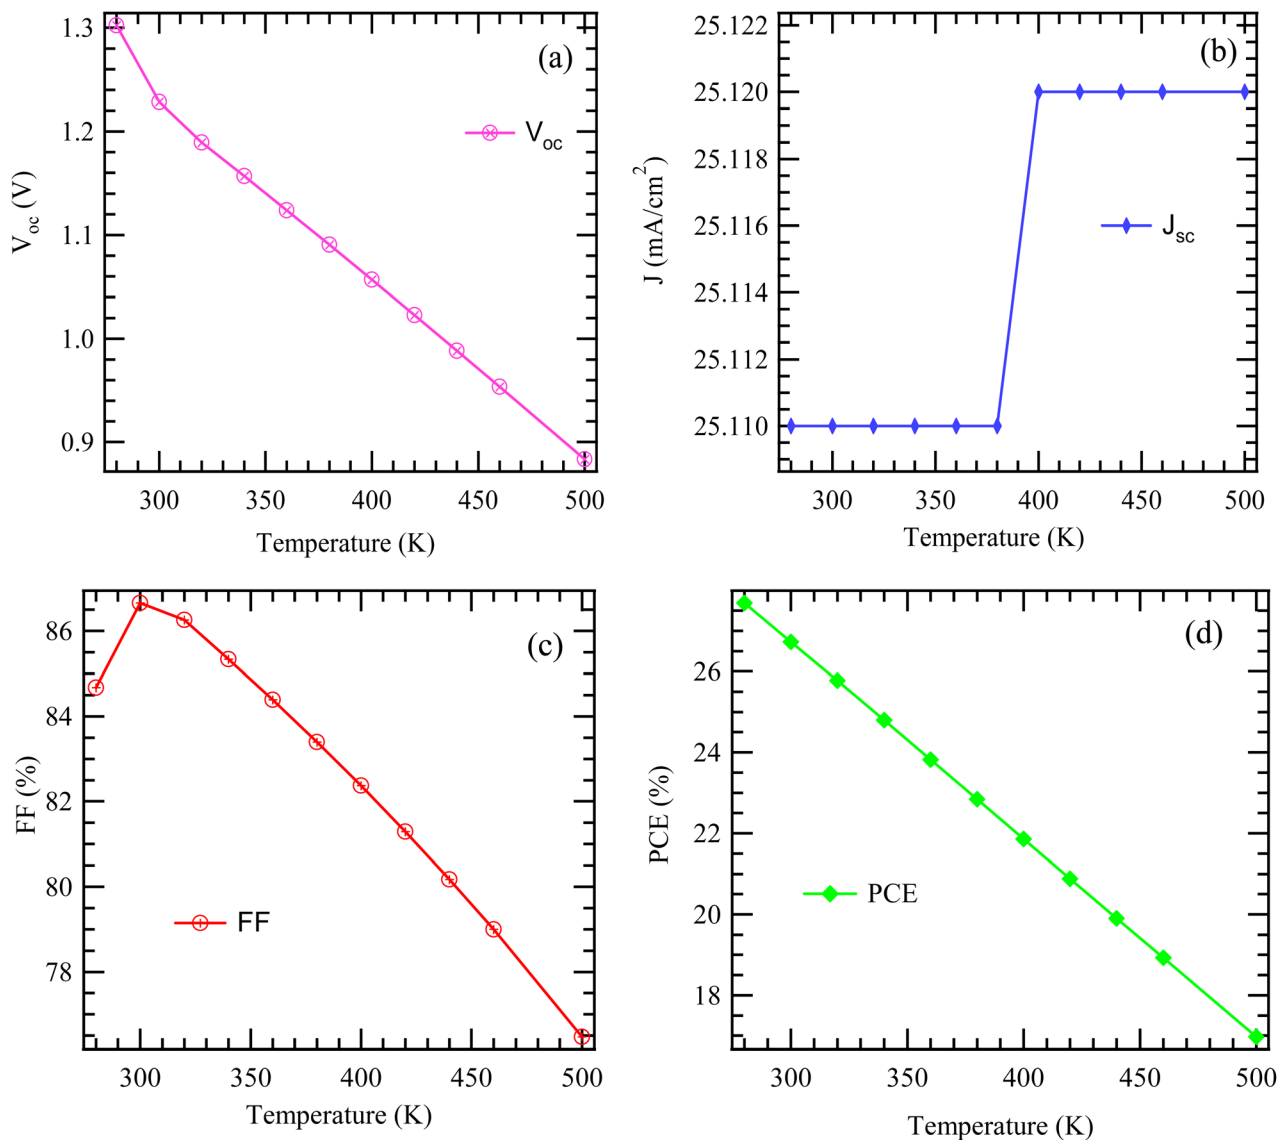 (a)
1.3
1.2
1.1
1.0
0.9
V_oc (V)
V_oc
300 350 400 450 500
Temperature (K)
(b)
25.122
25.120
25.118
25.116
25.114
25.112
25.110
J (mA/cm²)
J_sc
300 350 400 450 500
Temperature (K)
(c)
86
84
82
80
78
FF (%)
FF
300 350 400 450 500
Temperature (K)
(d)
26
24
22
20
18
PCE (%)
PCE
300 350 400 450 500
Temperature (K)